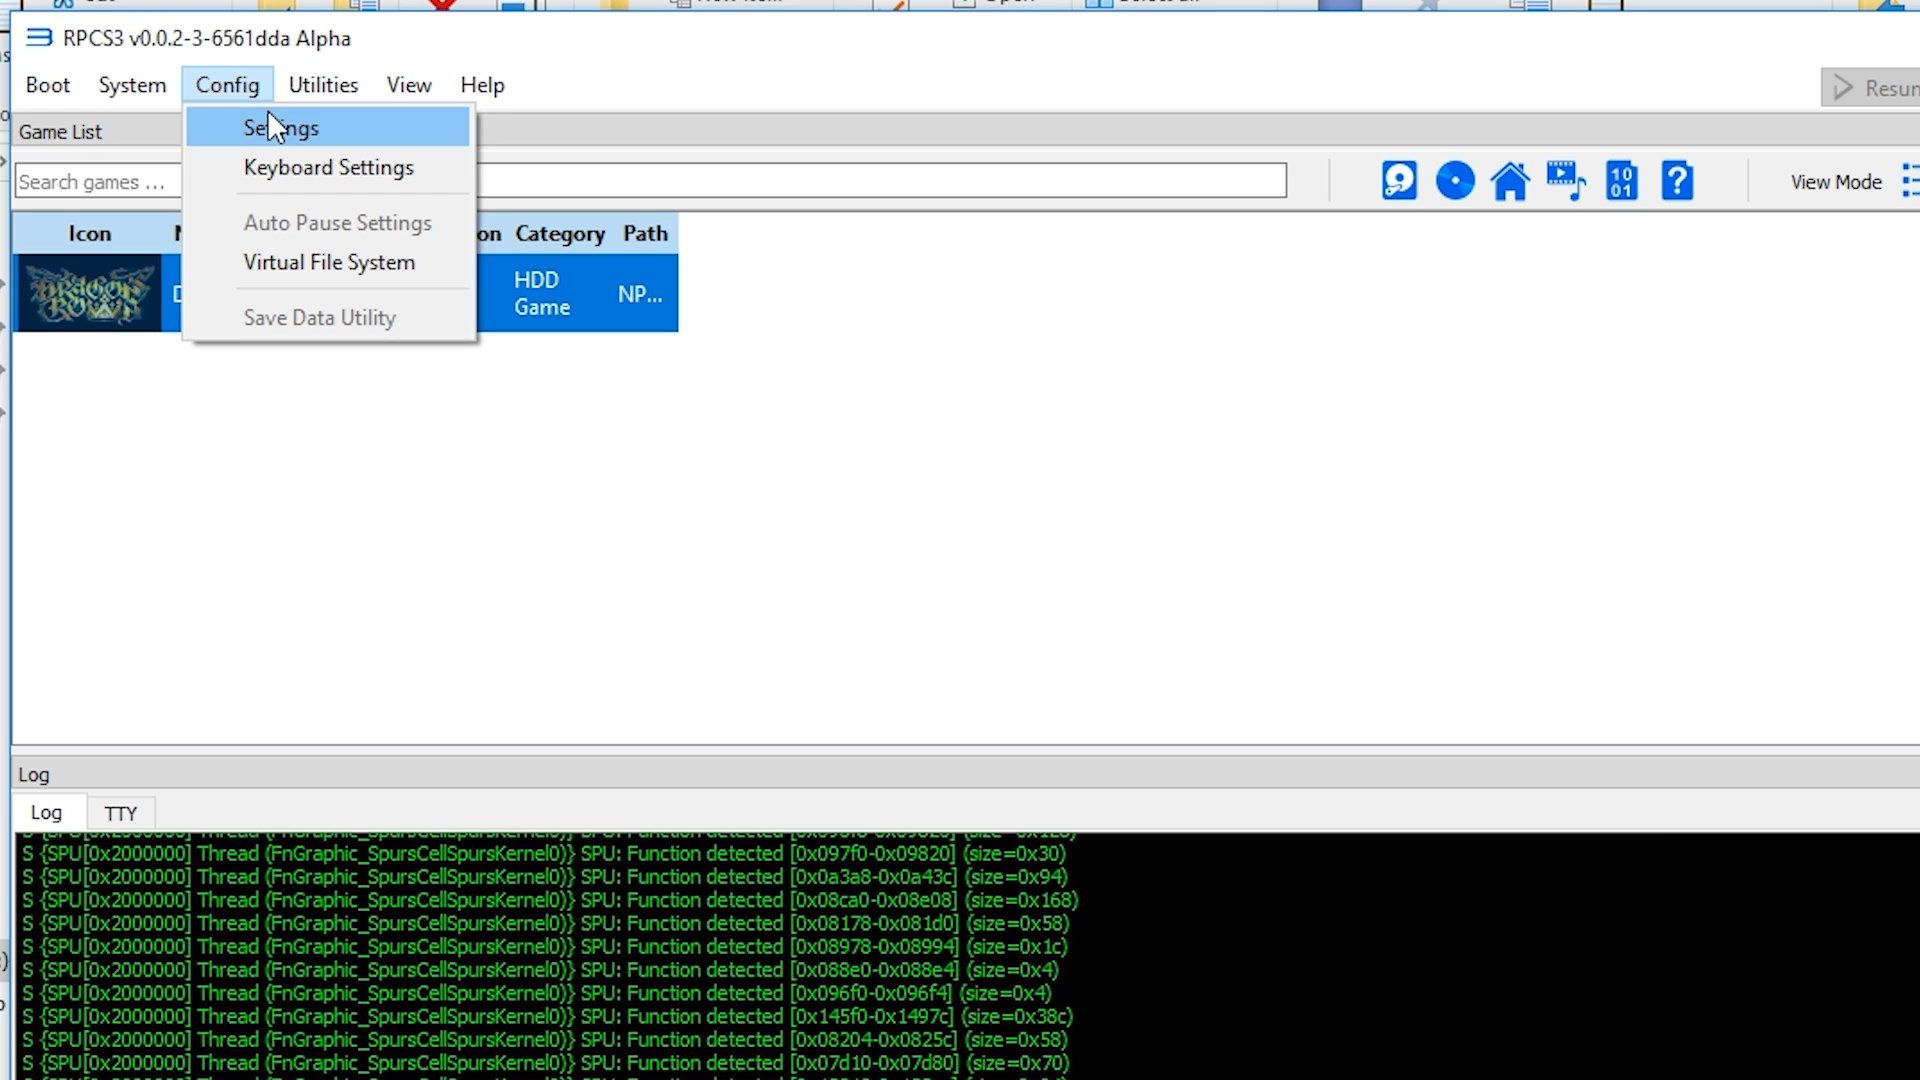 RPCS3 v0.0.2-3-6561dda Alpha
Boot System Config Utilities View Help
Resum
Settings
Game List
Keyboard Settings
Search games ...
10
01
?
View Mode
Auto Pause Settings
Icon
on Category Path
Virtual File System
DRAGON'S
CROWN
HDD
Game
NP...
Save Data Utility
Log
Log TTY
S {SPU[0x2000000] Thread (FnGraphic_SpursCellSpursKernel0)} SPU: Function detected [0x097f0-0x09820] (size=0x30)
S {SPU[0x2000000] Thread (FnGraphic_SpursCellSpursKernel0)} SPU: Function detected [0x0a3a8-0x0a43c] (size=0x94)
S {SPU[0x2000000] Thread (FnGraphic_SpursCellSpursKernel0)} SPU: Function detected [0x08ca0-0x08e08] (size=0x168)
S {SPU[0x2000000] Thread (FnGraphic_SpursCellSpursKernel0)} SPU: Function detected [0x08178-0x081d0] (size=0x58)
S {SPU[0x2000000] Thread (FnGraphic_SpursCellSpursKernel0)} SPU: Function detected [0x08978-0x08994] (size=0x1c)
S {SPU[0x2000000] Thread (FnGraphic_SpursCellSpursKernel0)} SPU: Function detected [0x088e0-0x088e4] (size=0x4)
S {SPU[0x2000000] Thread (FnGraphic_SpursCellSpursKernel0)} SPU: Function detected [0x096f0-0x096f4] (size=0x4)
S {SPU[0x2000000] Thread (FnGraphic_SpursCellSpursKernel0)} SPU: Function detected [0x145f0-0x1497c] (size=0x38c)
S {SPU[0x2000000] Thread (FnGraphic_SpursCellSpursKernel0)} SPU: Function detected [0x08204-0x0825c] (size=0x58)
S {SPU[0x2000000] Thread (FnGraphic_SpursCellSpursKernel0)} SPU: Function detected [0x07d10-0x07d80] (size=0x70)